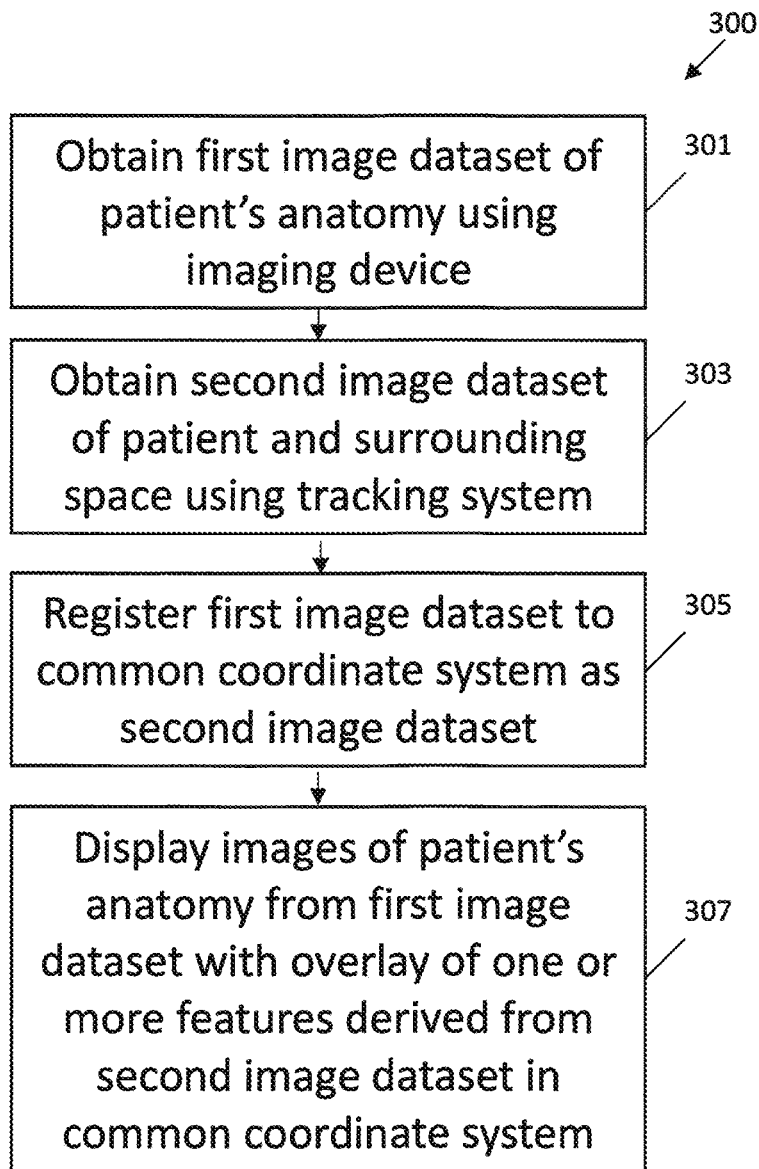 300
Obtain first image dataset of
patient's anatomy using
imaging device
301
Obtain second image dataset
of patient and surrounding
space using tracking system
303
Register first image dataset to
common coordinate system as
second image dataset
305
Display images of patient's
anatomy from first image
dataset with overlay of one or
more features derived from
second image dataset in
common coordinate system
307